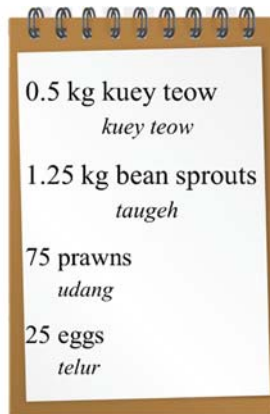 0.5 kg kuey teow
kuey teow
1.25 kg bean sprouts
taugeh
75 prawns
udang
25 eggs
telur